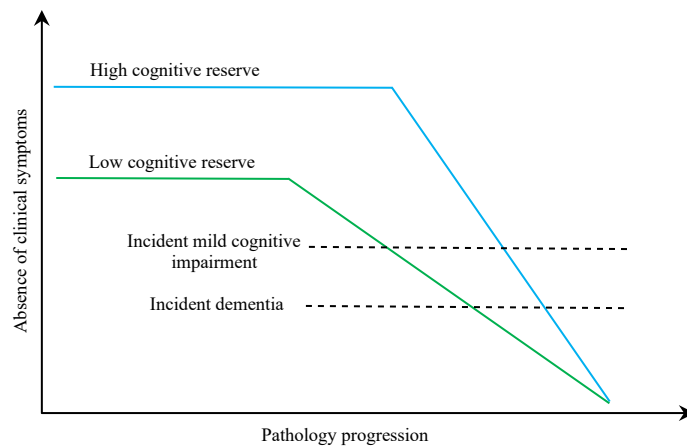 High cognitive reserve
Low cognitive reserve
Incident mild cognitive
impairment
Incident dementia
Absence of clinical symptoms
Pathology progression